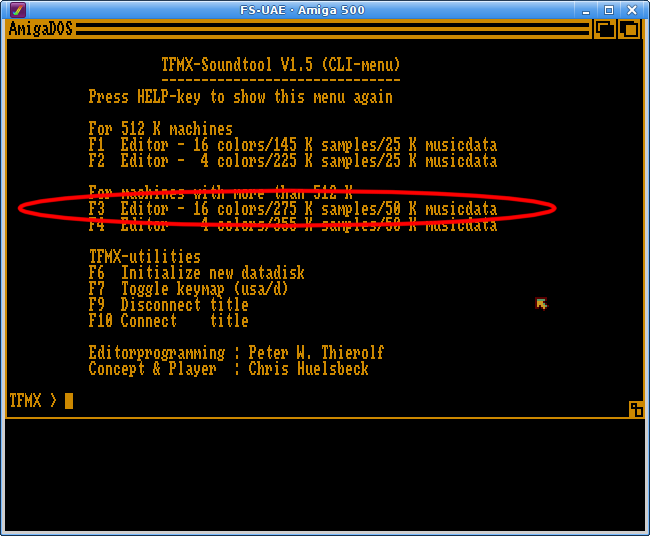 FS-UAE · Amiga 500
AmigaDOS
TFMX-Soundtool V1.5 (CLI-menu)
------------------------------
Press HELP-key to show this menu again
For 512 K machines
F1 Editor - 16 colors/145 K samples/25 K musicdata
F2 Editor - 4 colors/225 K samples/25 K musicdata
For machines with more than 512 K
F3 Editor - 16 colors/275 K samples/50 K musicdata
F4 Editor - 4 colors/355 K samples/50 K musicdata
TFMX-utilities
F6 Initialize new datadisk
F7 Toggle keymap (usa/d)
F9 Disconnect title
F10 Connect title
Editorprogramming : Peter W. Thierolf
Concept & Player : Chris Huelsbeck
TFMX >